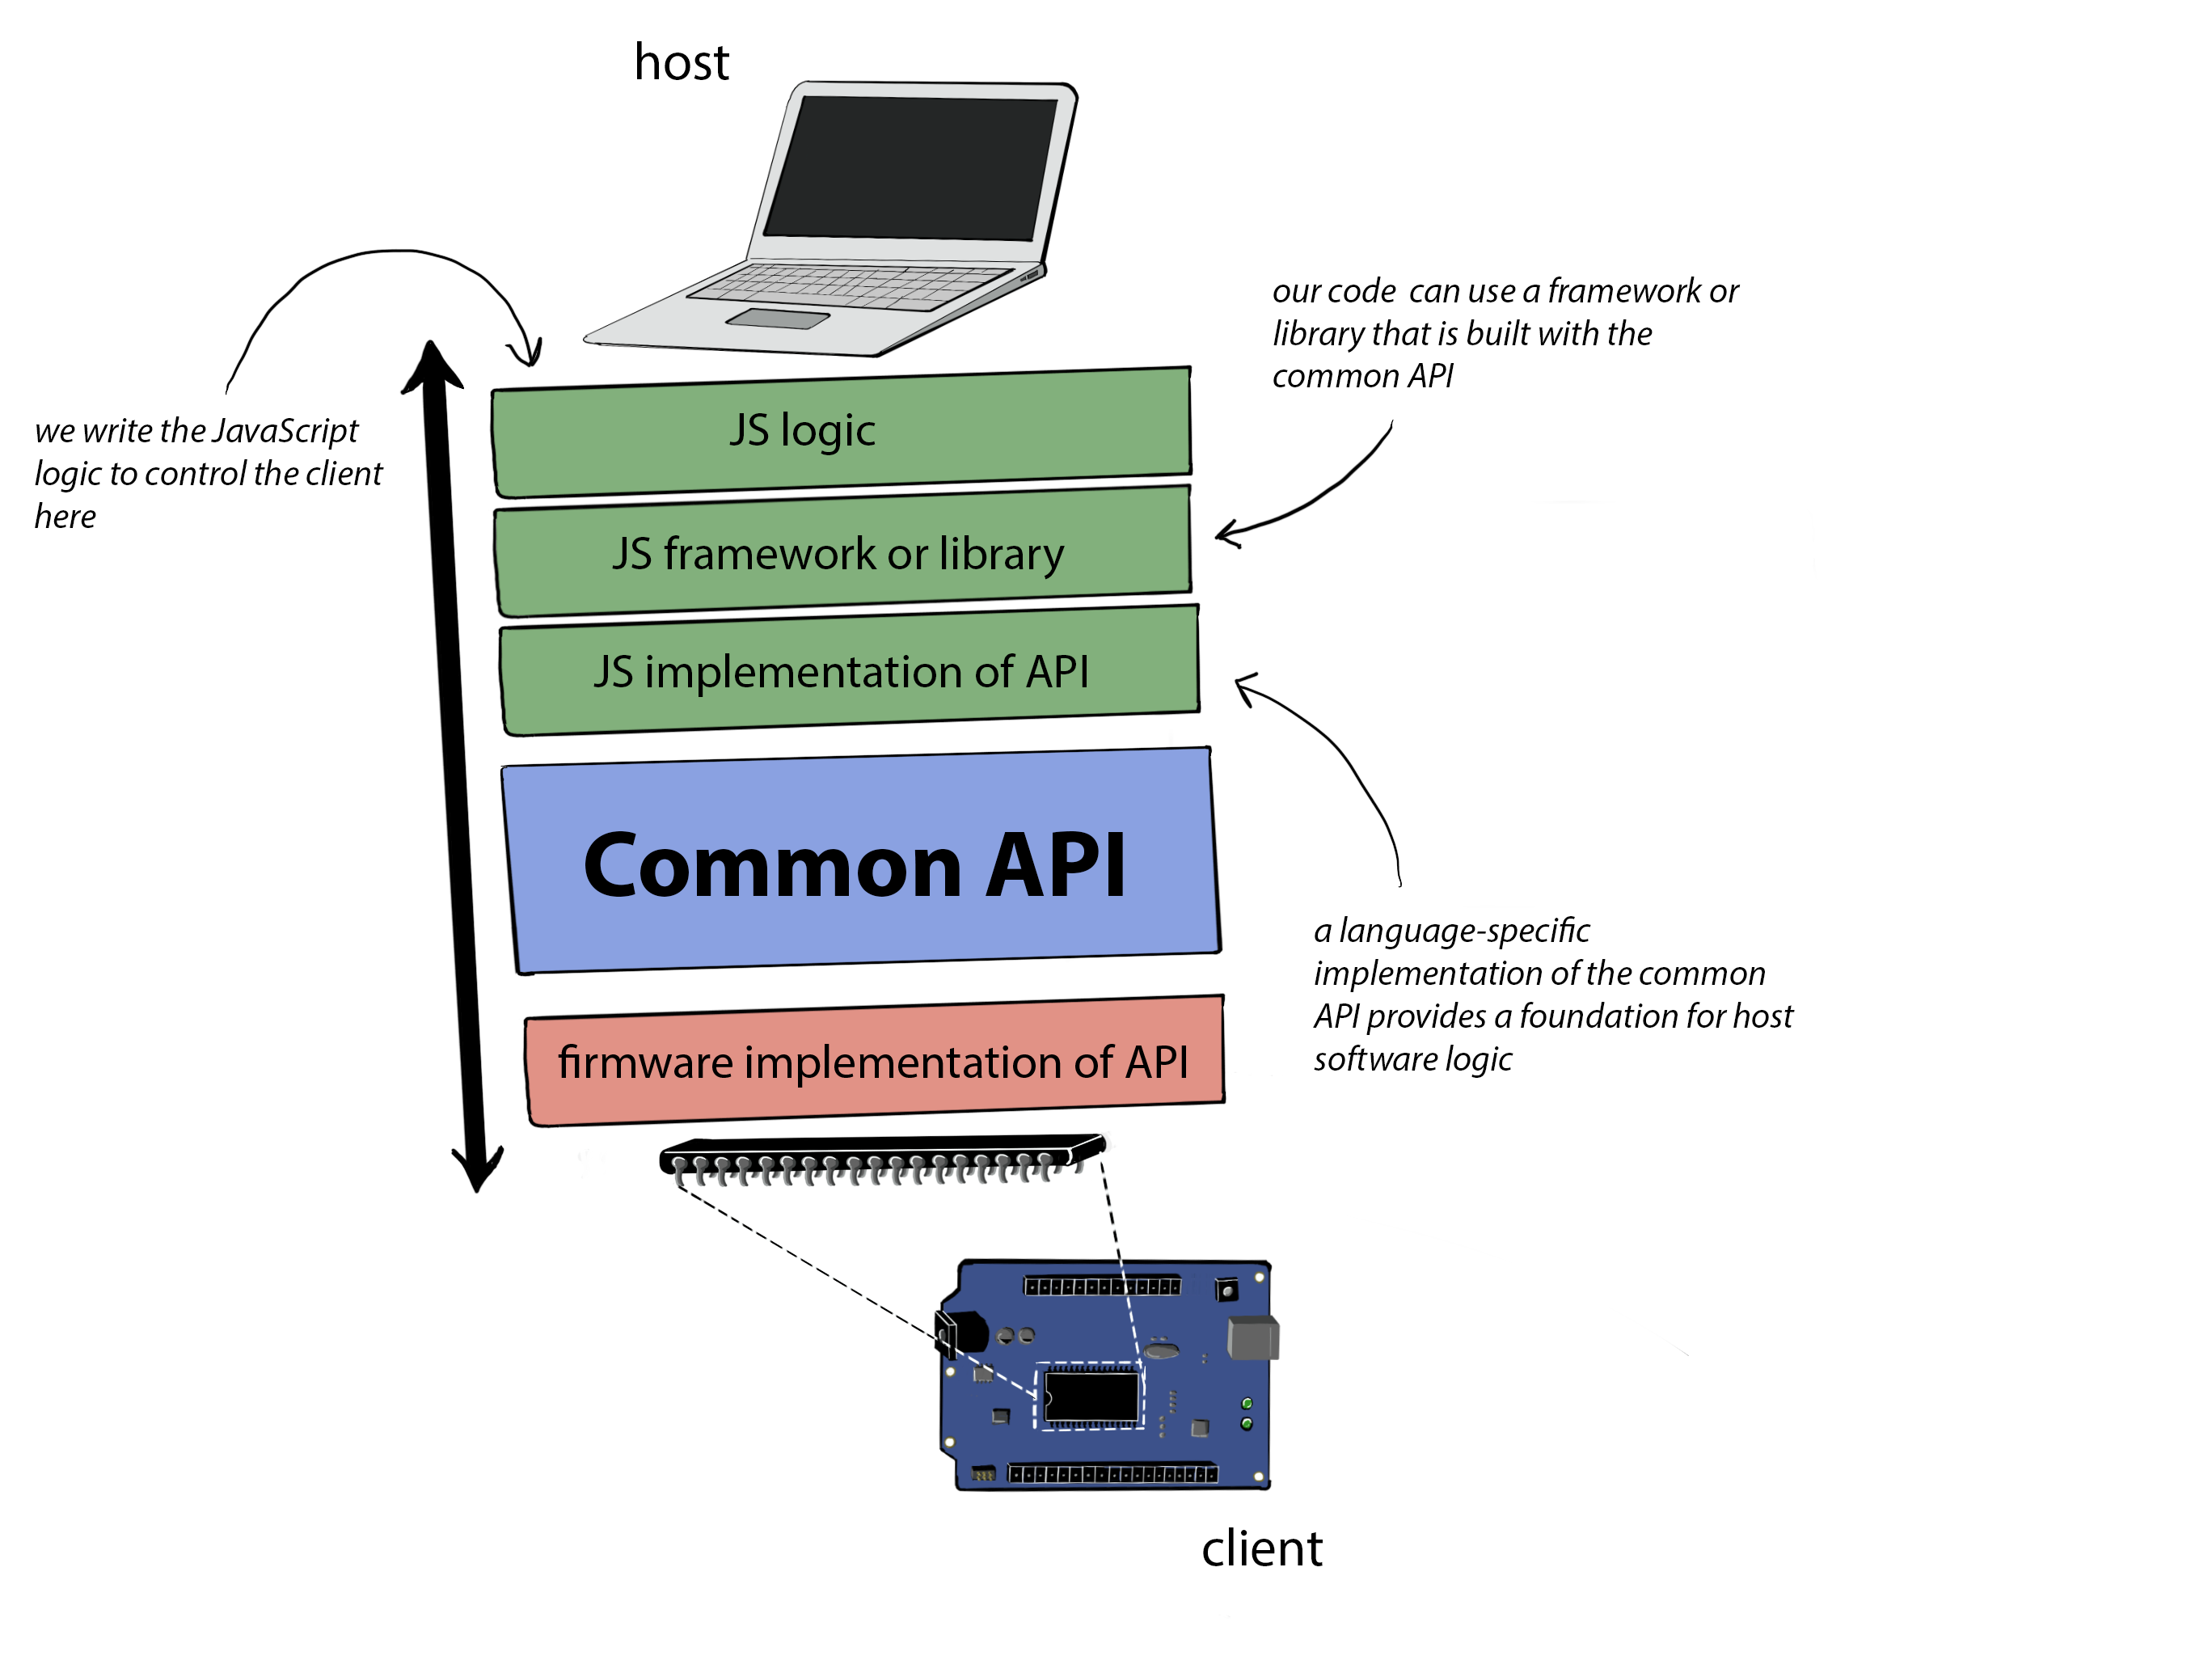 host
we write the JavaScript
logic to control the client
here
our code can use a framework or
library that is built with the
common API
JS logic
JS framework or library
JS implementation of API
Common API
a language-specific
implementation of the common
API provides a foundation for host
software logic
firmware implementation of API
client